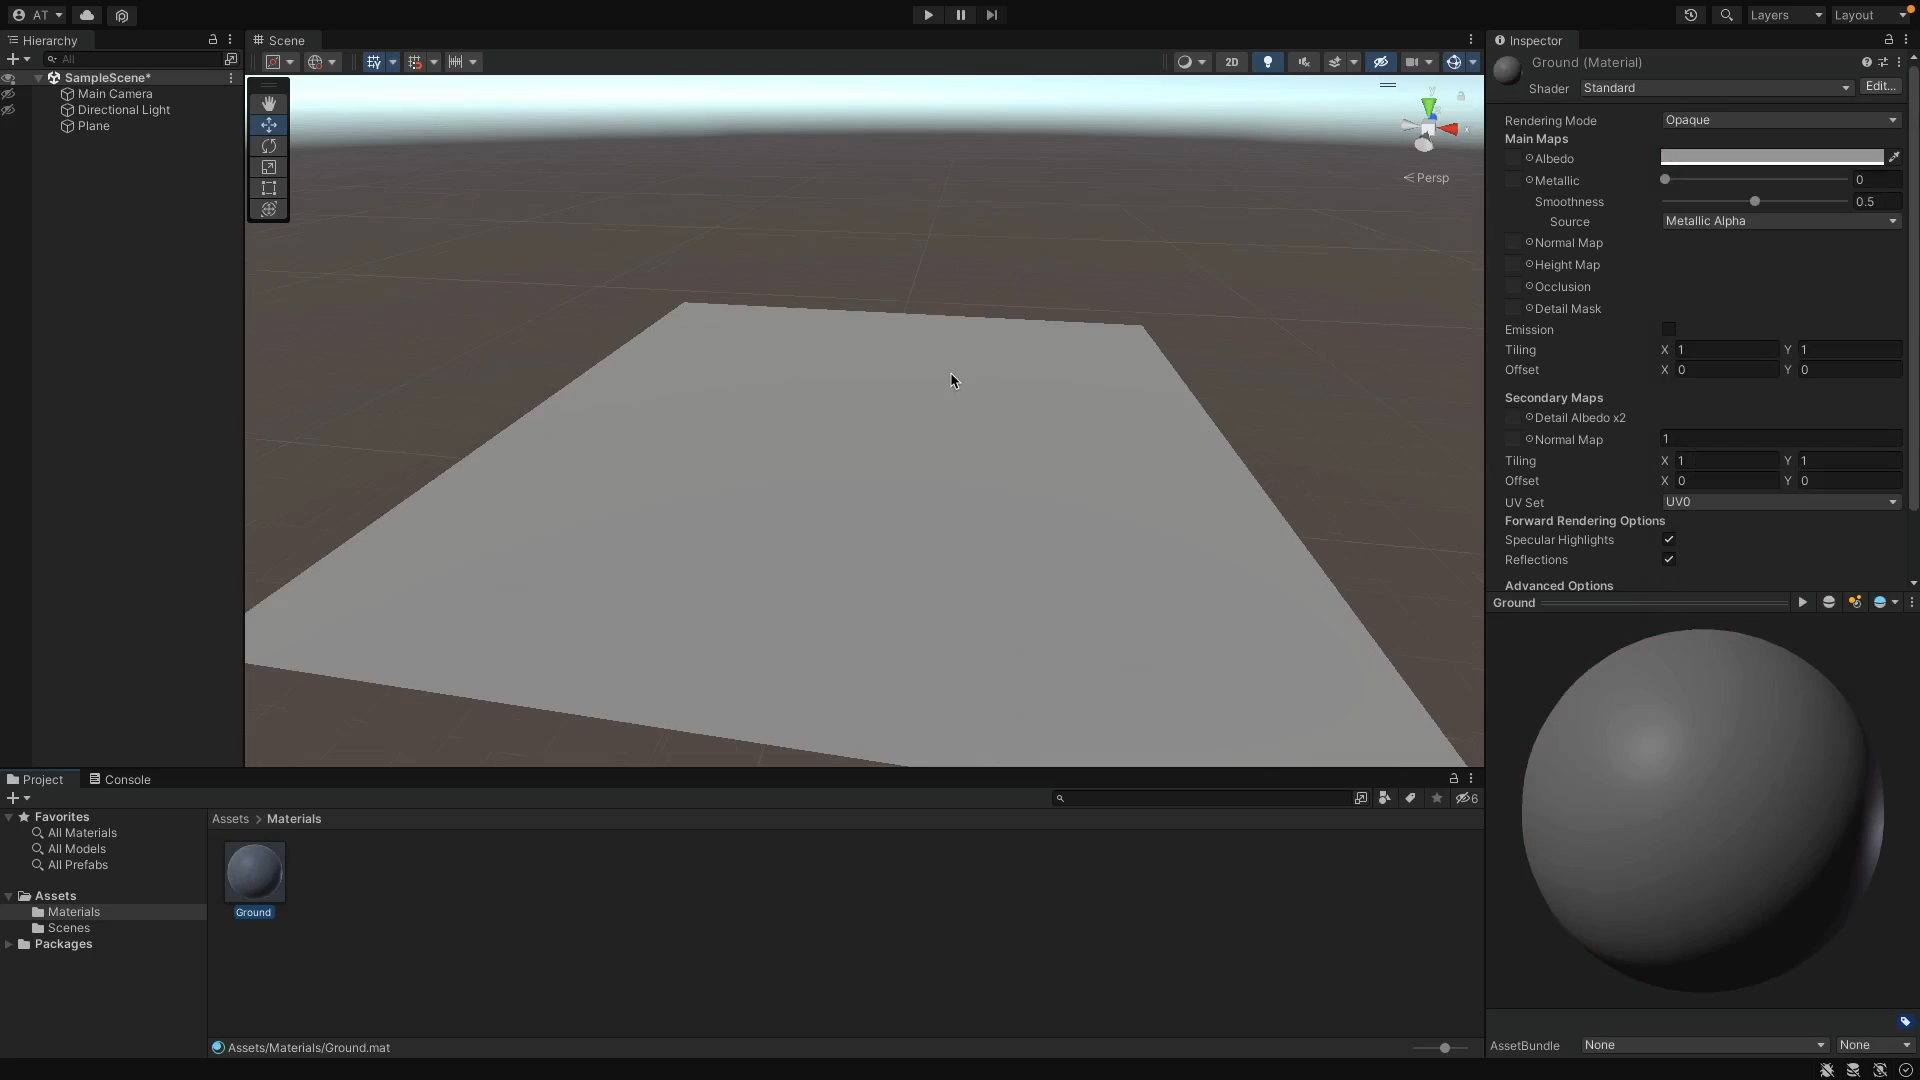 AT
Layers
Layout
Hierarchy
All
SampleScene*
Main Camera
Directional Light
Plane
Scene
2D
y
Persp
Inspector
Ground (Material)
Shader
Standard
Edit...
Rendering Mode
Opaque
Main Maps
Albedo
Metallic
0
Smoothness
0.5
Source
Metallic Alpha
Normal Map
Height Map
Occlusion
Detail Mask
Emission
Tiling X 1 Y 1
Offset X 0 Y 0
Secondary Maps
Detail Albedo x2
Normal Map 1
Tiling X 1 Y 1
Offset X 0 Y 0
UV Set UV0
Forward Rendering Options
Specular Highlights
Reflections
Advanced Options
Ground
AssetBundle None None
Project
Console
6
Favorites
All Materials
All Models
All Prefabs
Assets
Materials
Scenes
Packages
Assets > Materials
Ground
Assets/Materials/Ground.mat